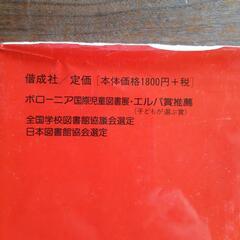 偕成社／定価［本体価格1800円＋税］
ボローニア国際児童図書展・エルバ賞推薦
（子どもが選ぶ賞）
全国学校図書館協議会選定
日本図書館協会選定